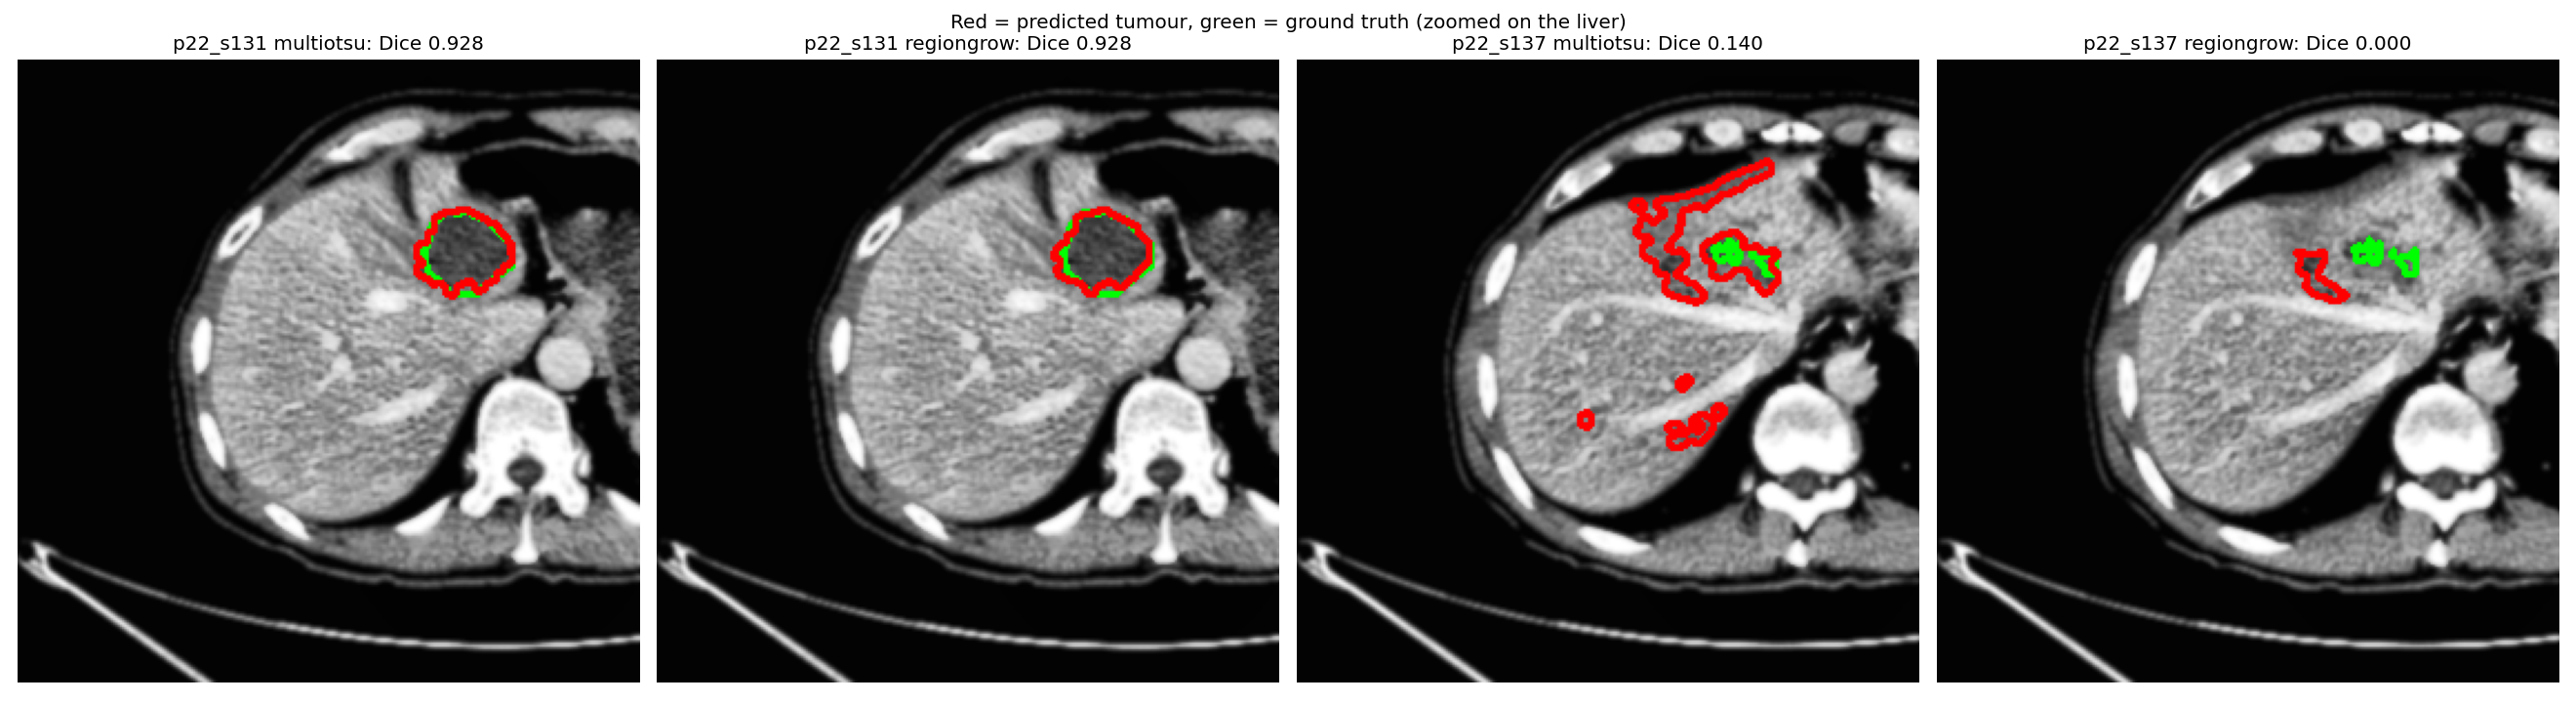 Red = predicted tumour, green = ground truth (zoomed on the liver)
p22_s131 multiotsu: Dice 0.928
p22_s131 regiongrow: Dice 0.928
p22_s137 multiotsu: Dice 0.140
p22_s137 regiongrow: Dice 0.000